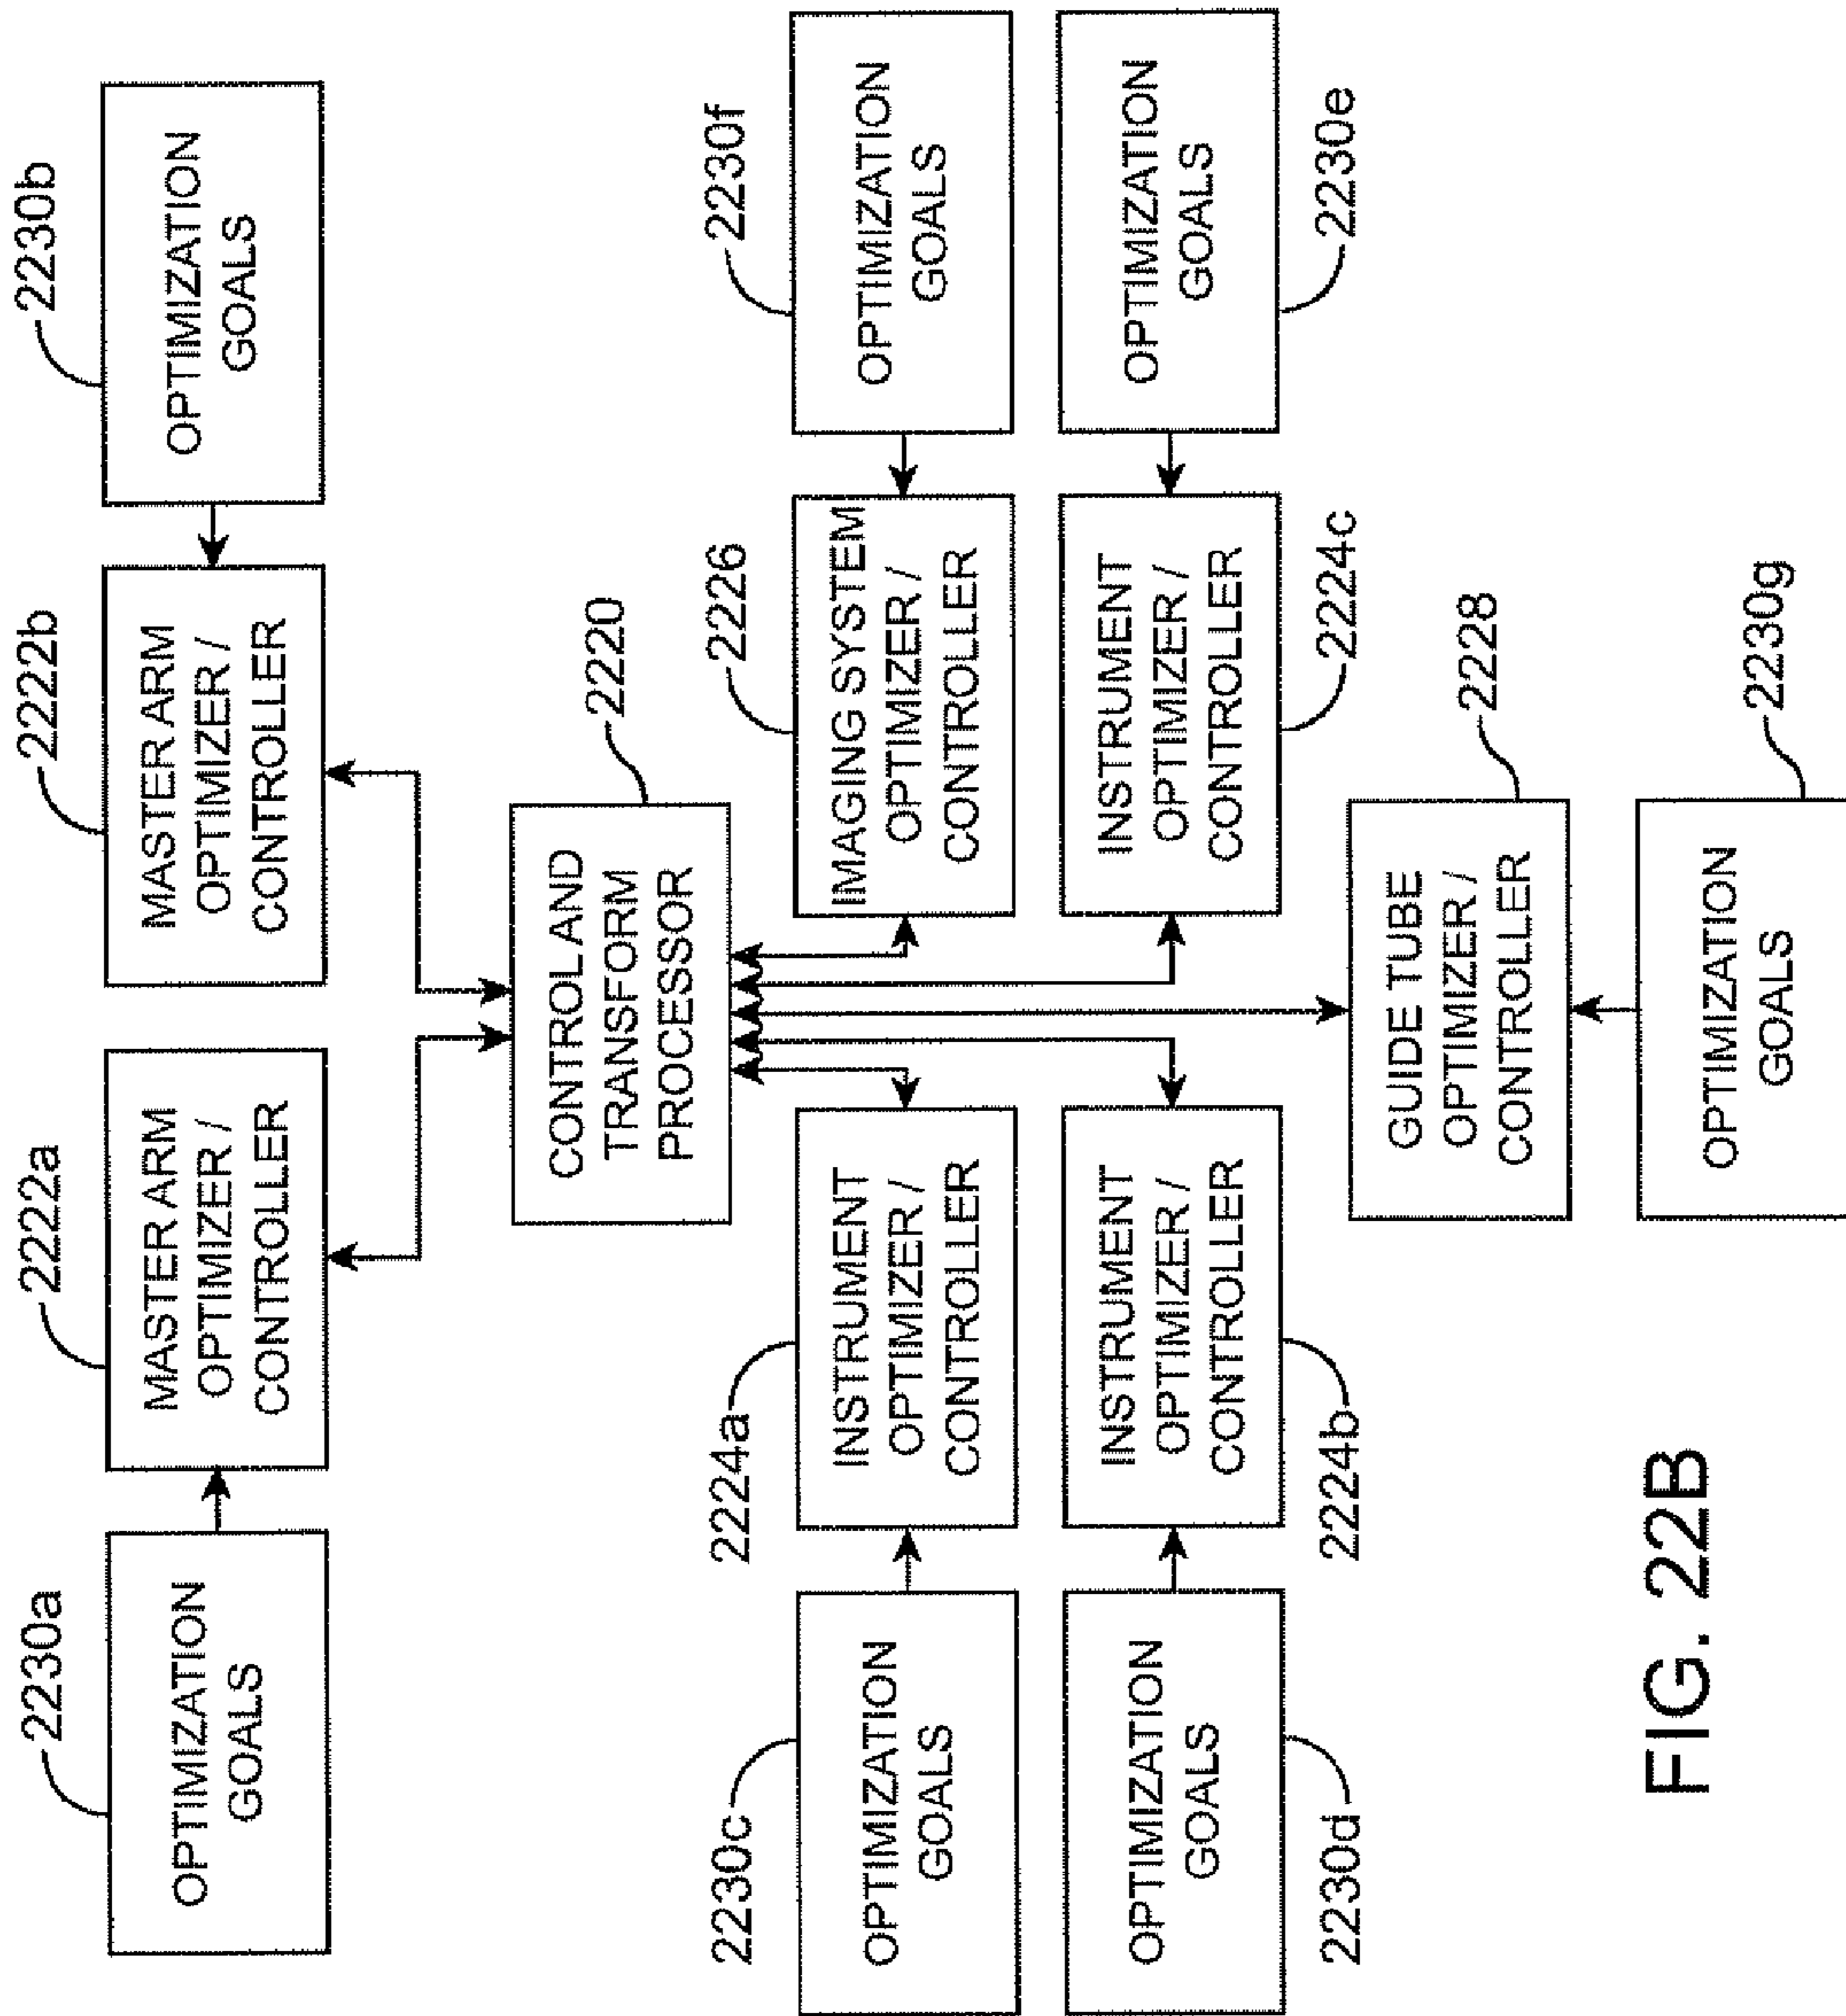 2230a
OPTIMIZATION
GOALS
2222a
MASTER ARM
OPTIMIZER /
CONTROLLER
2222b
MASTER ARM
OPTIMIZER /
CONTROLLER
2230b
OPTIMIZATION
GOALS
2220
CONTROL AND
TRANSFORM
PROCESSOR
2230c
OPTIMIZATION
GOALS
2224a
INSTRUMENT
OPTIMIZER /
CONTROLLER
2226
IMAGING SYSTEM
OPTIMIZER /
CONTROLLER
2230f
OPTIMIZATION
GOALS
OPTIMIZATION
GOALS
2230d
INSTRUMENT
OPTIMIZER /
CONTROLLER
2224b
INSTRUMENT
OPTIMIZER /
CONTROLLER
2224c
OPTIMIZATION
GOALS
2230e
GUIDE TUBE
OPTIMIZER /
CONTROLLER
2228
OPTIMIZATION
GOALS
2230g
FIG. 22B